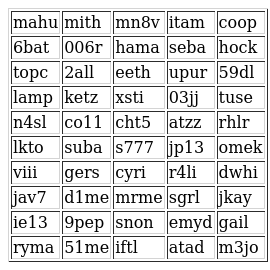 mahu mith mn8v itam coop
6bat 006r hama seba hock
topc 2all eeth upur 59dl
lamp ketz xsti 03jj tuse
n4sl co11 cht5 atzz rhlr
lkto suba s777 jp13 omek
viii gers cyri r4li dwhi
jav7 d1me mrme sgrl jkay
ie13 9pep snon emyd gail
ryma 51me iftl atad m3jo